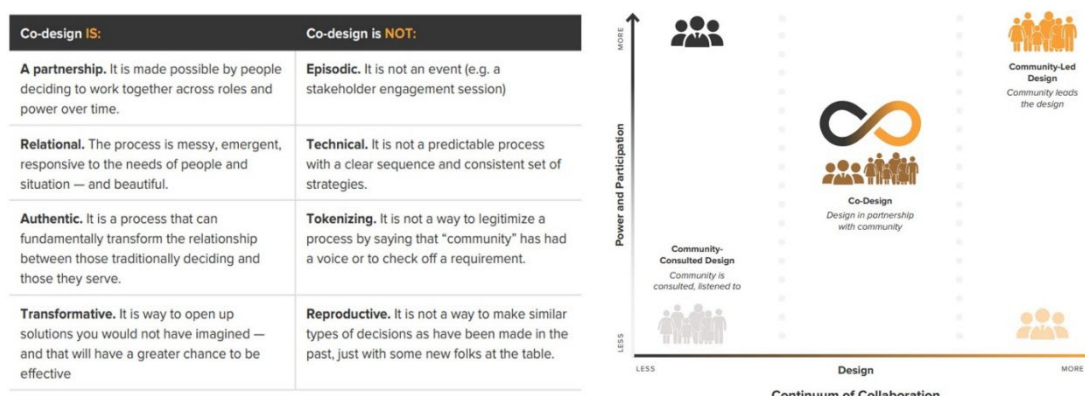 Co-design IS:
Co-design is NOT:
A partnership. It is made possible by people
deciding to work together across roles and
power over time.
Episodic. It is not an event (e.g. a
stakeholder engagement session)
Relational. The process is messy, emergent,
responsive to the needs of people and
situation — and beautiful.
Technical. It is not a predictable process
with a clear sequence and consistent set of
strategies.
Authentic. It is a process that can
fundamentally transform the relationship
between those traditionally deciding and
those they serve.
Tokenizing. It is not a way to legitimize a
process by saying that “community” has had
a voice or to check off a requirement.
Transformative. It is way to open up
solutions you would not have imagined —
and that will have a greater chance to be
effective
Reproductive. It is not a way to make similar
types of decisions as have been made in the
past, just with some new folks at the table.
MORE
Power and Participation
LESS
Community-
Consulted Design
Community is
consulted, listened to
Co-Design
Design in partnership
with community
Community-Led
Design
Community leads
the design
LESS
Design
MORE
Continuum of Collaboration